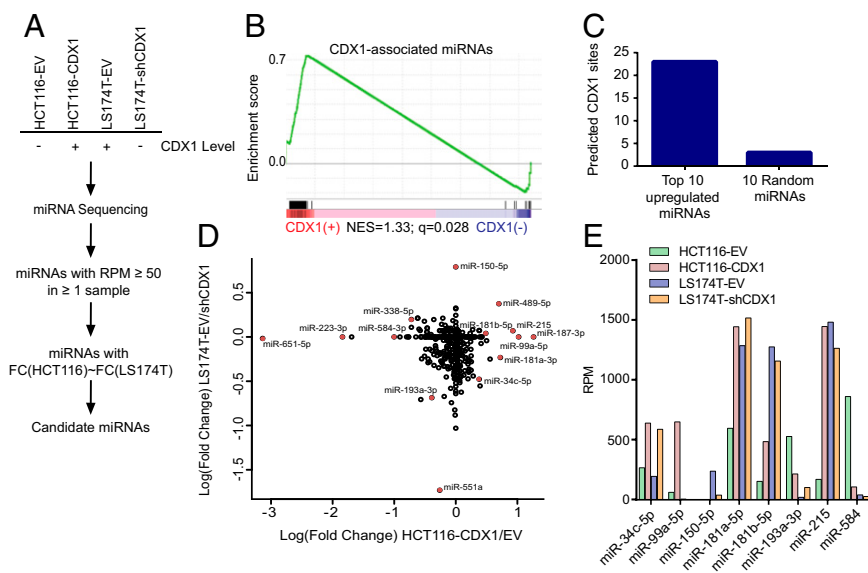 A
HCT116-EV
HCT116-CDX1
LS174T-EV
LS174T-shCDX1
- + + - CDX1 Level
miRNA Sequencing
miRNAs with RPM ≥ 50
in ≥ 1 sample
miRNAs with
FC(HCT116)~FC(LS174T)
Candidate miRNAs
B
CDX1-associated miRNAs
Enrichment score
0.7
0.0
CDX1(+) NES=1.33; q=0.028 CDX1(-)
C
Predicted CDX1 sites
25
20
15
10
5
0
Top 10
upregulated
miRNAs
10 Random
miRNAs
D
Log(Fold Change) LS174T-EV/shCDX1
0.5
0.0
-0.5
-1.0
-1.5
miR-150-5p
miR-489-5p
miR-338-5p
miR-181b-5p
miR-215
miR-223-3p
miR-584-3p
miR-187-3p
miR-651-5p
miR-99a-5p
miR-181a-3p
miR-34c-5p
miR-193a-3p
miR-551a
-3 -2 -1 0 1
Log(Fold Change) HCT116-CDX1/EV
E
HCT116-EV
HCT116-CDX1
LS174T-EV
LS174T-shCDX1
RPM
2000
1500
1000
500
0
miR-34c-5p
miR-99a-5p
miR-150-5p
miR-181a-5p
miR-181b-5p
miR-193a-3p
miR-215
miR-584